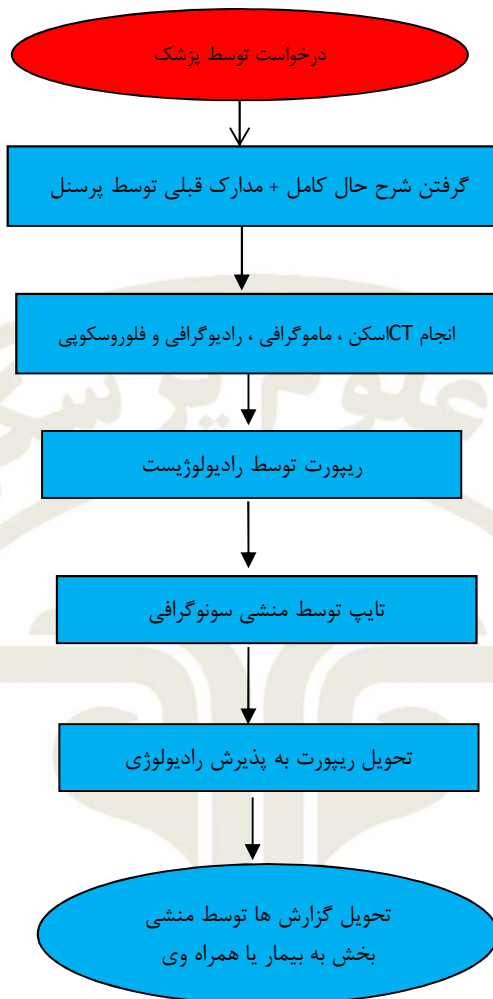 درخواست توسط پزشک
گرفتن شرح حال کامل + مدارک قبلی توسط پرسنل
انجام CTاسکن ، ماموگرافی ، رادیوگرافی و فلوروسکوپی
علوم پزشکی
ریپورت توسط رادیولوژیست
تایپ توسط منشی سونوگرافی
تحویل ریپورت به پذیرش رادیولوژی
تحویل گزارش ها توسط منشی
بخش به بیمار یا همراه وی